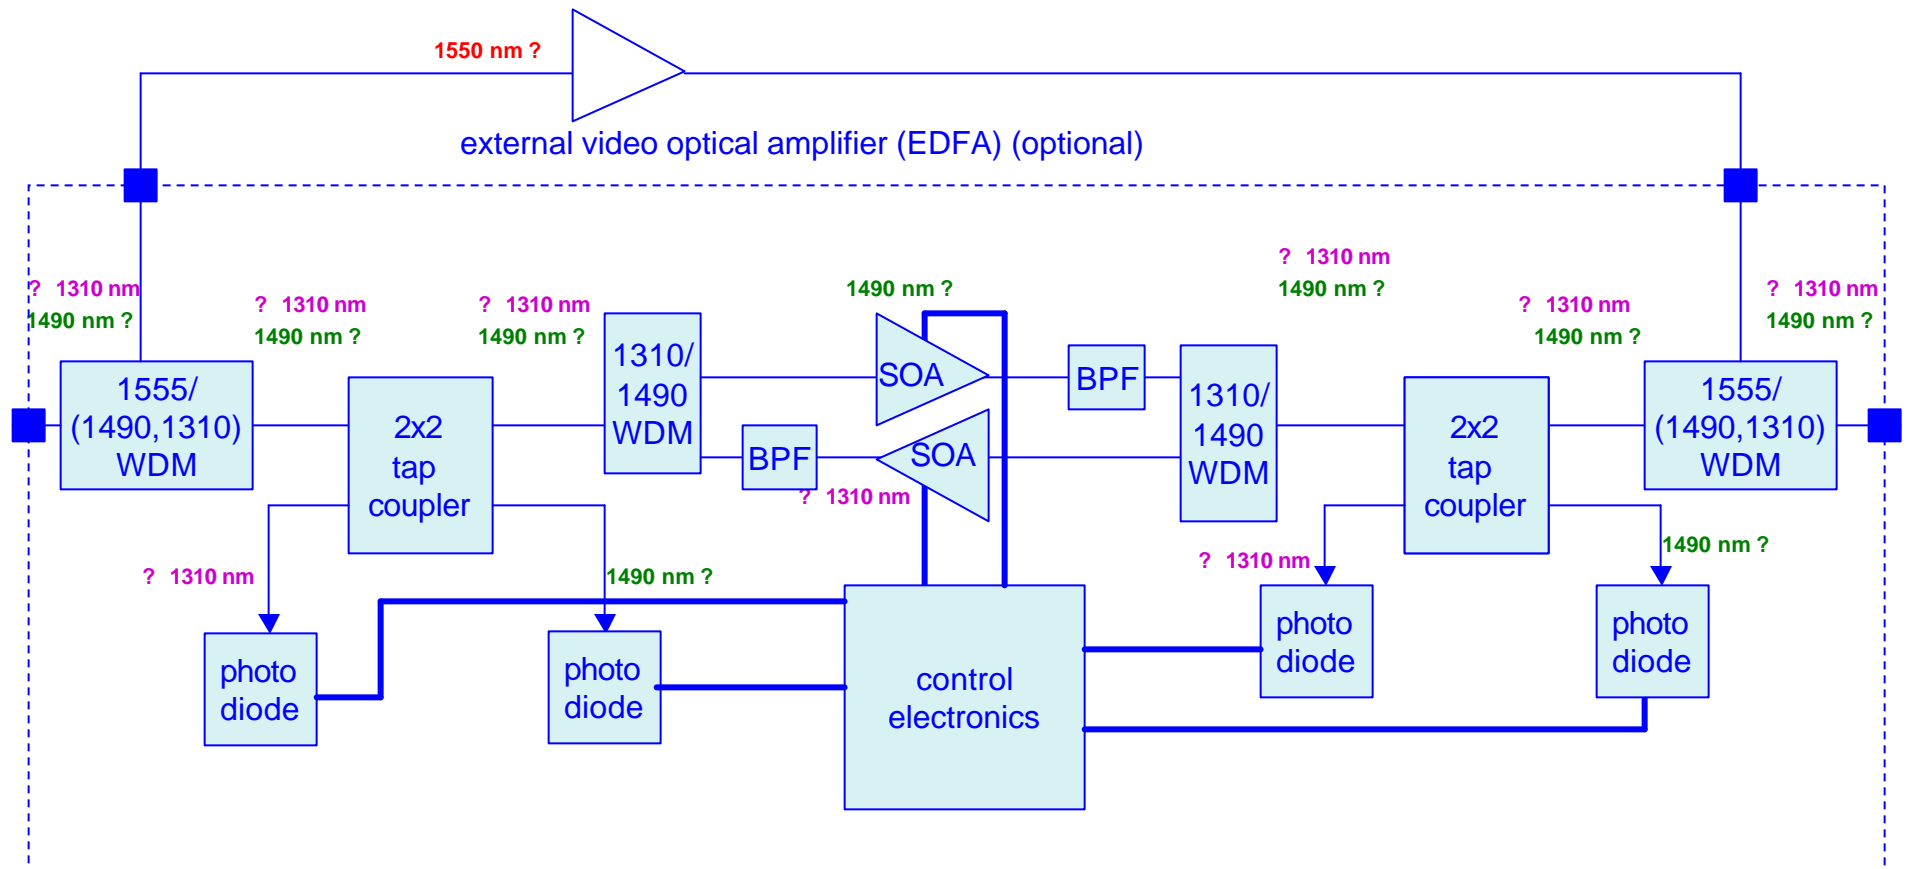 1550 nm ?
external video optical amplifier (EDFA) (optional)
? 1310 nm
1490 nm ?
? 1310 nm
1490 nm ?
? 1310 nm
1490 nm ?
1490 nm ?
? 1310 nm
1490 nm ?
? 1310 nm
1490 nm ?
? 1310 nm
1490 nm ?
1555/
(1490,1310)
WDM
2x2
tap
coupler
1310/
1490
WDM
SOA
BPF
BPF
SOA
? 1310 nm
1310/
1490
WDM
2x2
tap
coupler
1555/
(1490,1310)
WDM
? 1310 nm
1490 nm ?
? 1310 nm
1490 nm ?
photo
diode
photo
diode
control
electronics
photo
diode
photo
diode